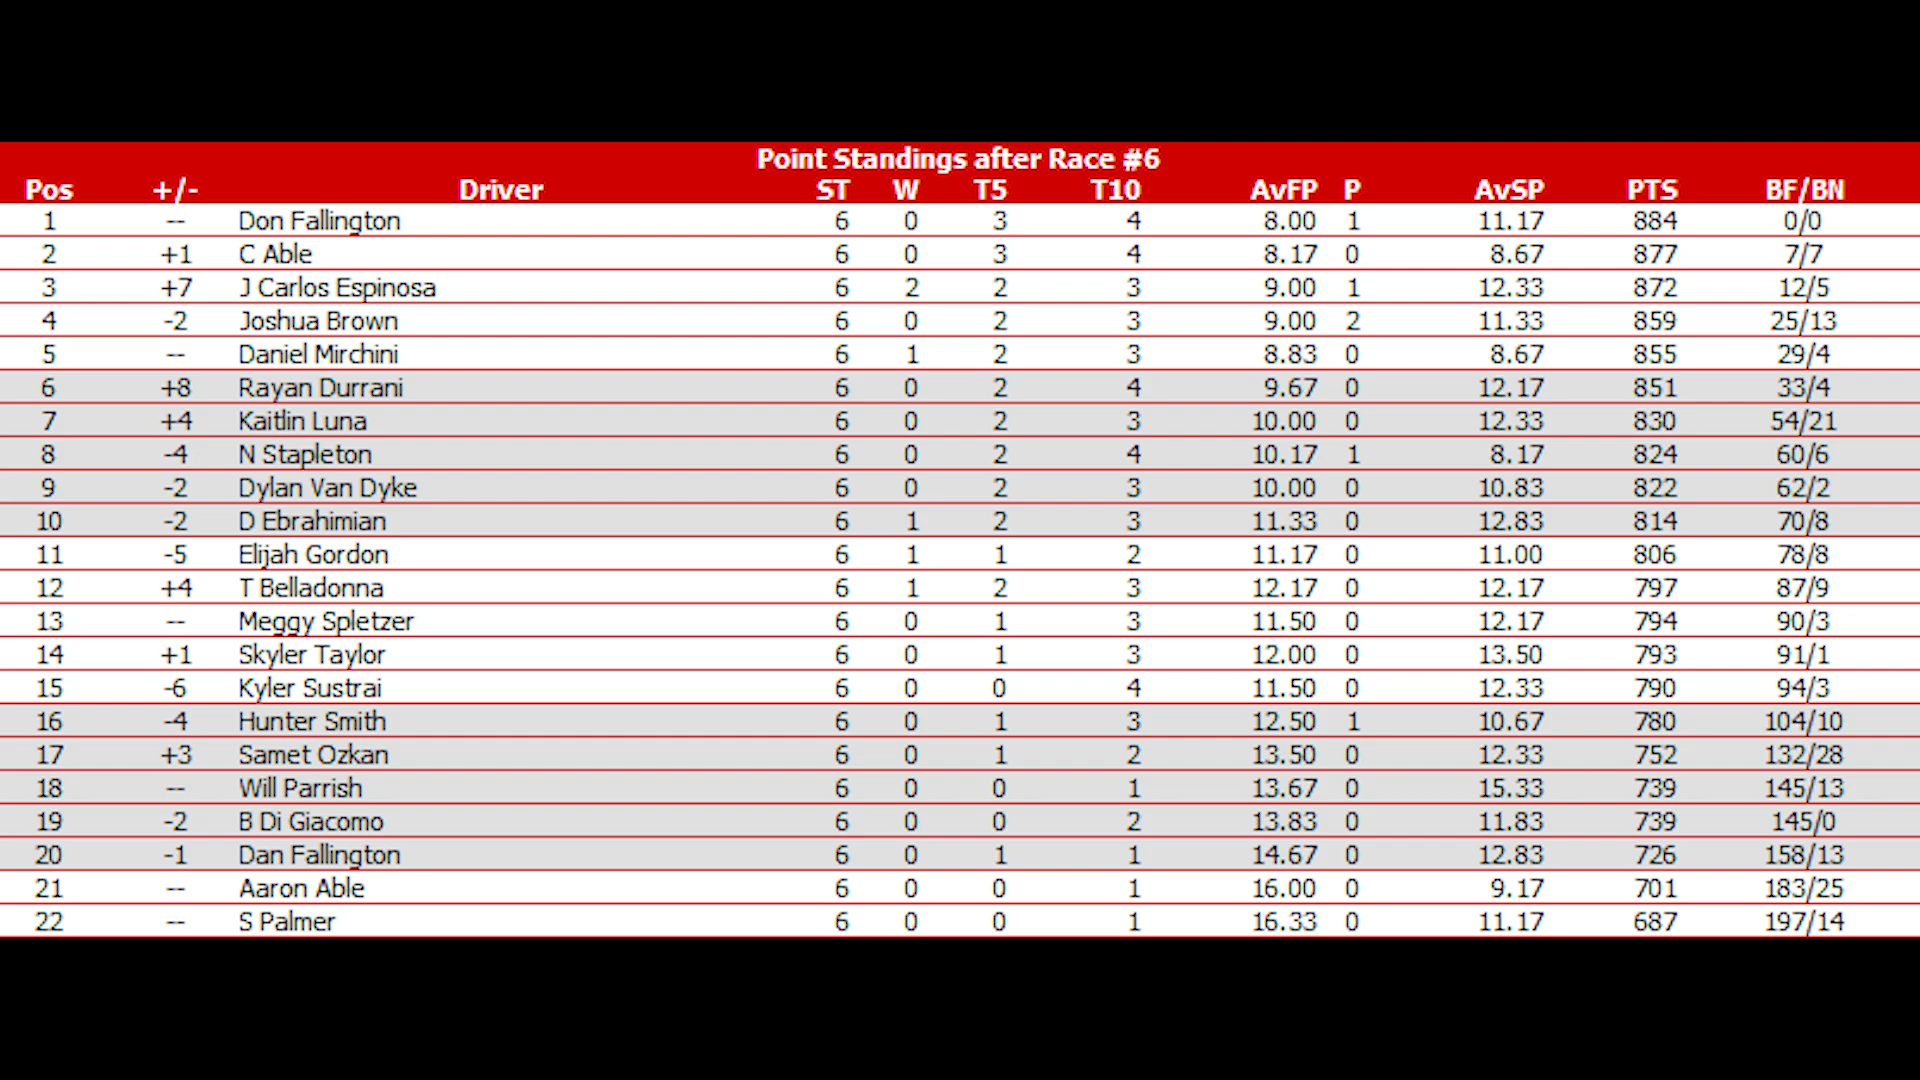 Point Standings after Race #6
Pos +/- Driver ST W T5 T10 AvFP P AvSP PTS BF/BN
1 -- Don Fallington 6 0 3 4 8.00 1 11.17 884 0/0
2 +1 C Able 6 0 3 4 8.17 0 8.67 877 7/7
3 +7 J Carlos Espinosa 6 2 2 3 9.00 1 12.33 872 12/5
4 -2 Joshua Brown 6 0 2 3 9.00 2 11.33 859 25/13
5 -- Daniel Mirchini 6 1 2 3 8.83 0 8.67 855 29/4
6 +8 Rayan Durrani 6 0 2 4 9.67 0 12.17 851 33/4
7 +4 Kaitlin Luna 6 0 2 3 10.00 0 12.33 830 54/21
8 -4 N Stapleton 6 0 2 4 10.17 1 8.17 824 60/6
9 -2 Dylan Van Dyke 6 0 2 3 10.00 0 10.83 822 62/2
10 -2 D Ebrahimian 6 1 2 3 11.33 0 12.83 814 70/8
11 -5 Elijah Gordon 6 1 1 2 11.17 0 11.00 806 78/8
12 +4 T Belladonna 6 1 2 3 12.17 0 12.17 797 87/9
13 -- Meggy Spletzer 6 0 1 3 11.50 0 12.17 794 90/3
14 +1 Skyler Taylor 6 0 1 3 12.00 0 13.50 793 91/1
15 -6 Kyler Sustrai 6 0 0 4 11.50 0 12.33 790 94/3
16 -4 Hunter Smith 6 0 1 3 12.50 1 10.67 780 104/10
17 +3 Samet Ozkan 6 0 1 2 13.50 0 12.33 752 132/28
18 -- Will Parrish 6 0 0 1 13.67 0 15.33 739 145/13
19 -2 B Di Giacomo 6 0 0 2 13.83 0 11.83 739 145/0
20 -1 Dan Fallington 6 0 1 1 14.67 0 12.83 726 158/13
21 -- Aaron Able 6 0 0 1 16.00 0 9.17 701 183/25
22 -- S Palmer 6 0 0 1 16.33 0 11.17 687 197/14